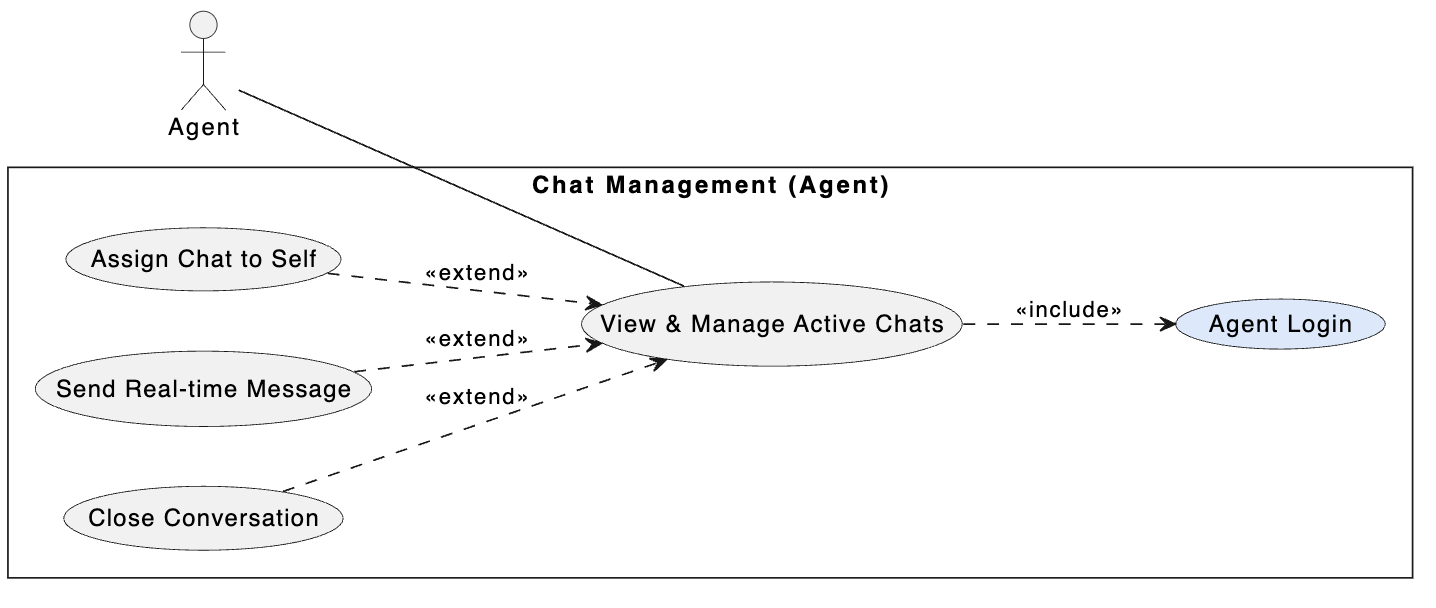 Agent
Chat Management (Agent)
Assign Chat to Self
«extend»
View & Manage Active Chats
«include»
Agent Login
«extend»
Send Real-time Message
«extend»
Close Conversation